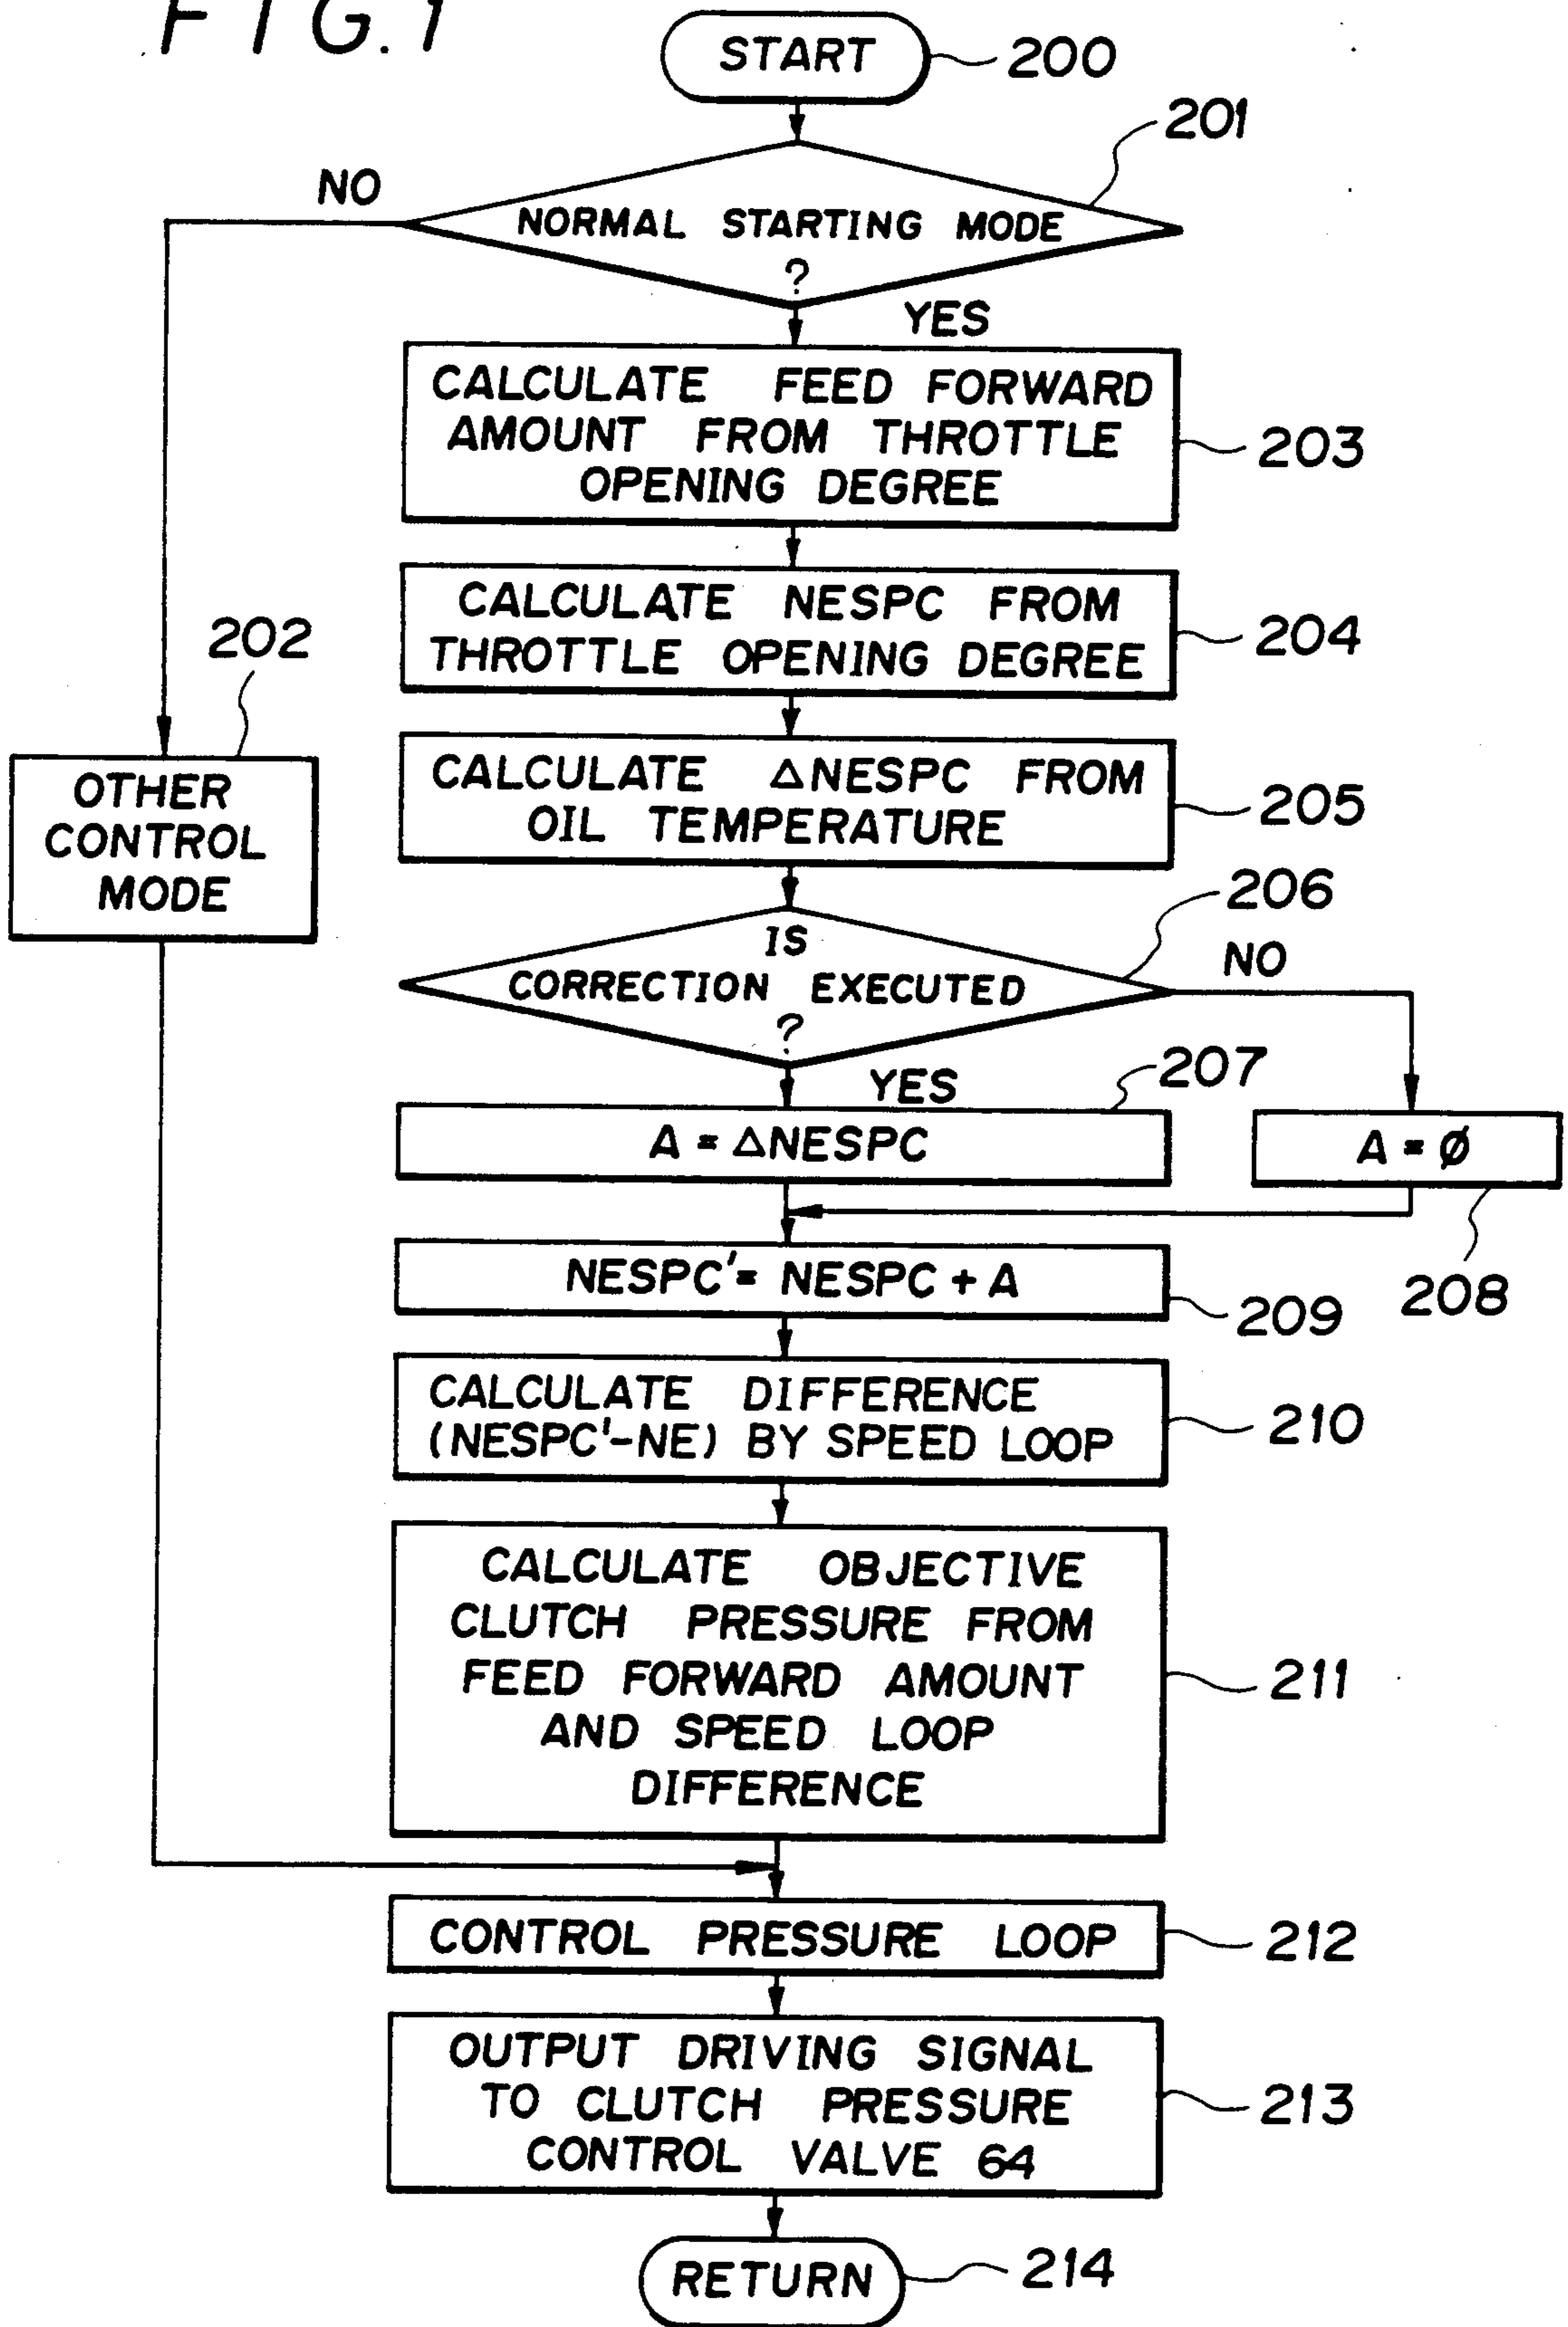 FIG.1
START
200
201
NO
NORMAL STARTING MODE
?
YES
CALCULATE FEED FORWARD
AMOUNT FROM THROTTLE
OPENING DEGREE
203
CALCULATE NESPC FROM
THROTTLE OPENING DEGREE
204
202
OTHER
CONTROL
MODE
CALCULATE ΔNESPC FROM
OIL TEMPERATURE
205
206
IS
CORRECTION EXECUTED
?
NO
YES
207
A = ΔNESPC
A = Ø
208
NESPC' = NESPC + A
209
CALCULATE DIFFERENCE
(NESPC'-NE) BY SPEED LOOP
210
CALCULATE OBJECTIVE
CLUTCH PRESSURE FROM
FEED FORWARD AMOUNT
AND SPEED LOOP
DIFFERENCE
211
CONTROL PRESSURE LOOP
212
OUTPUT DRIVING SIGNAL
TO CLUTCH PRESSURE
CONTROL VALVE 64
213
RETURN
214